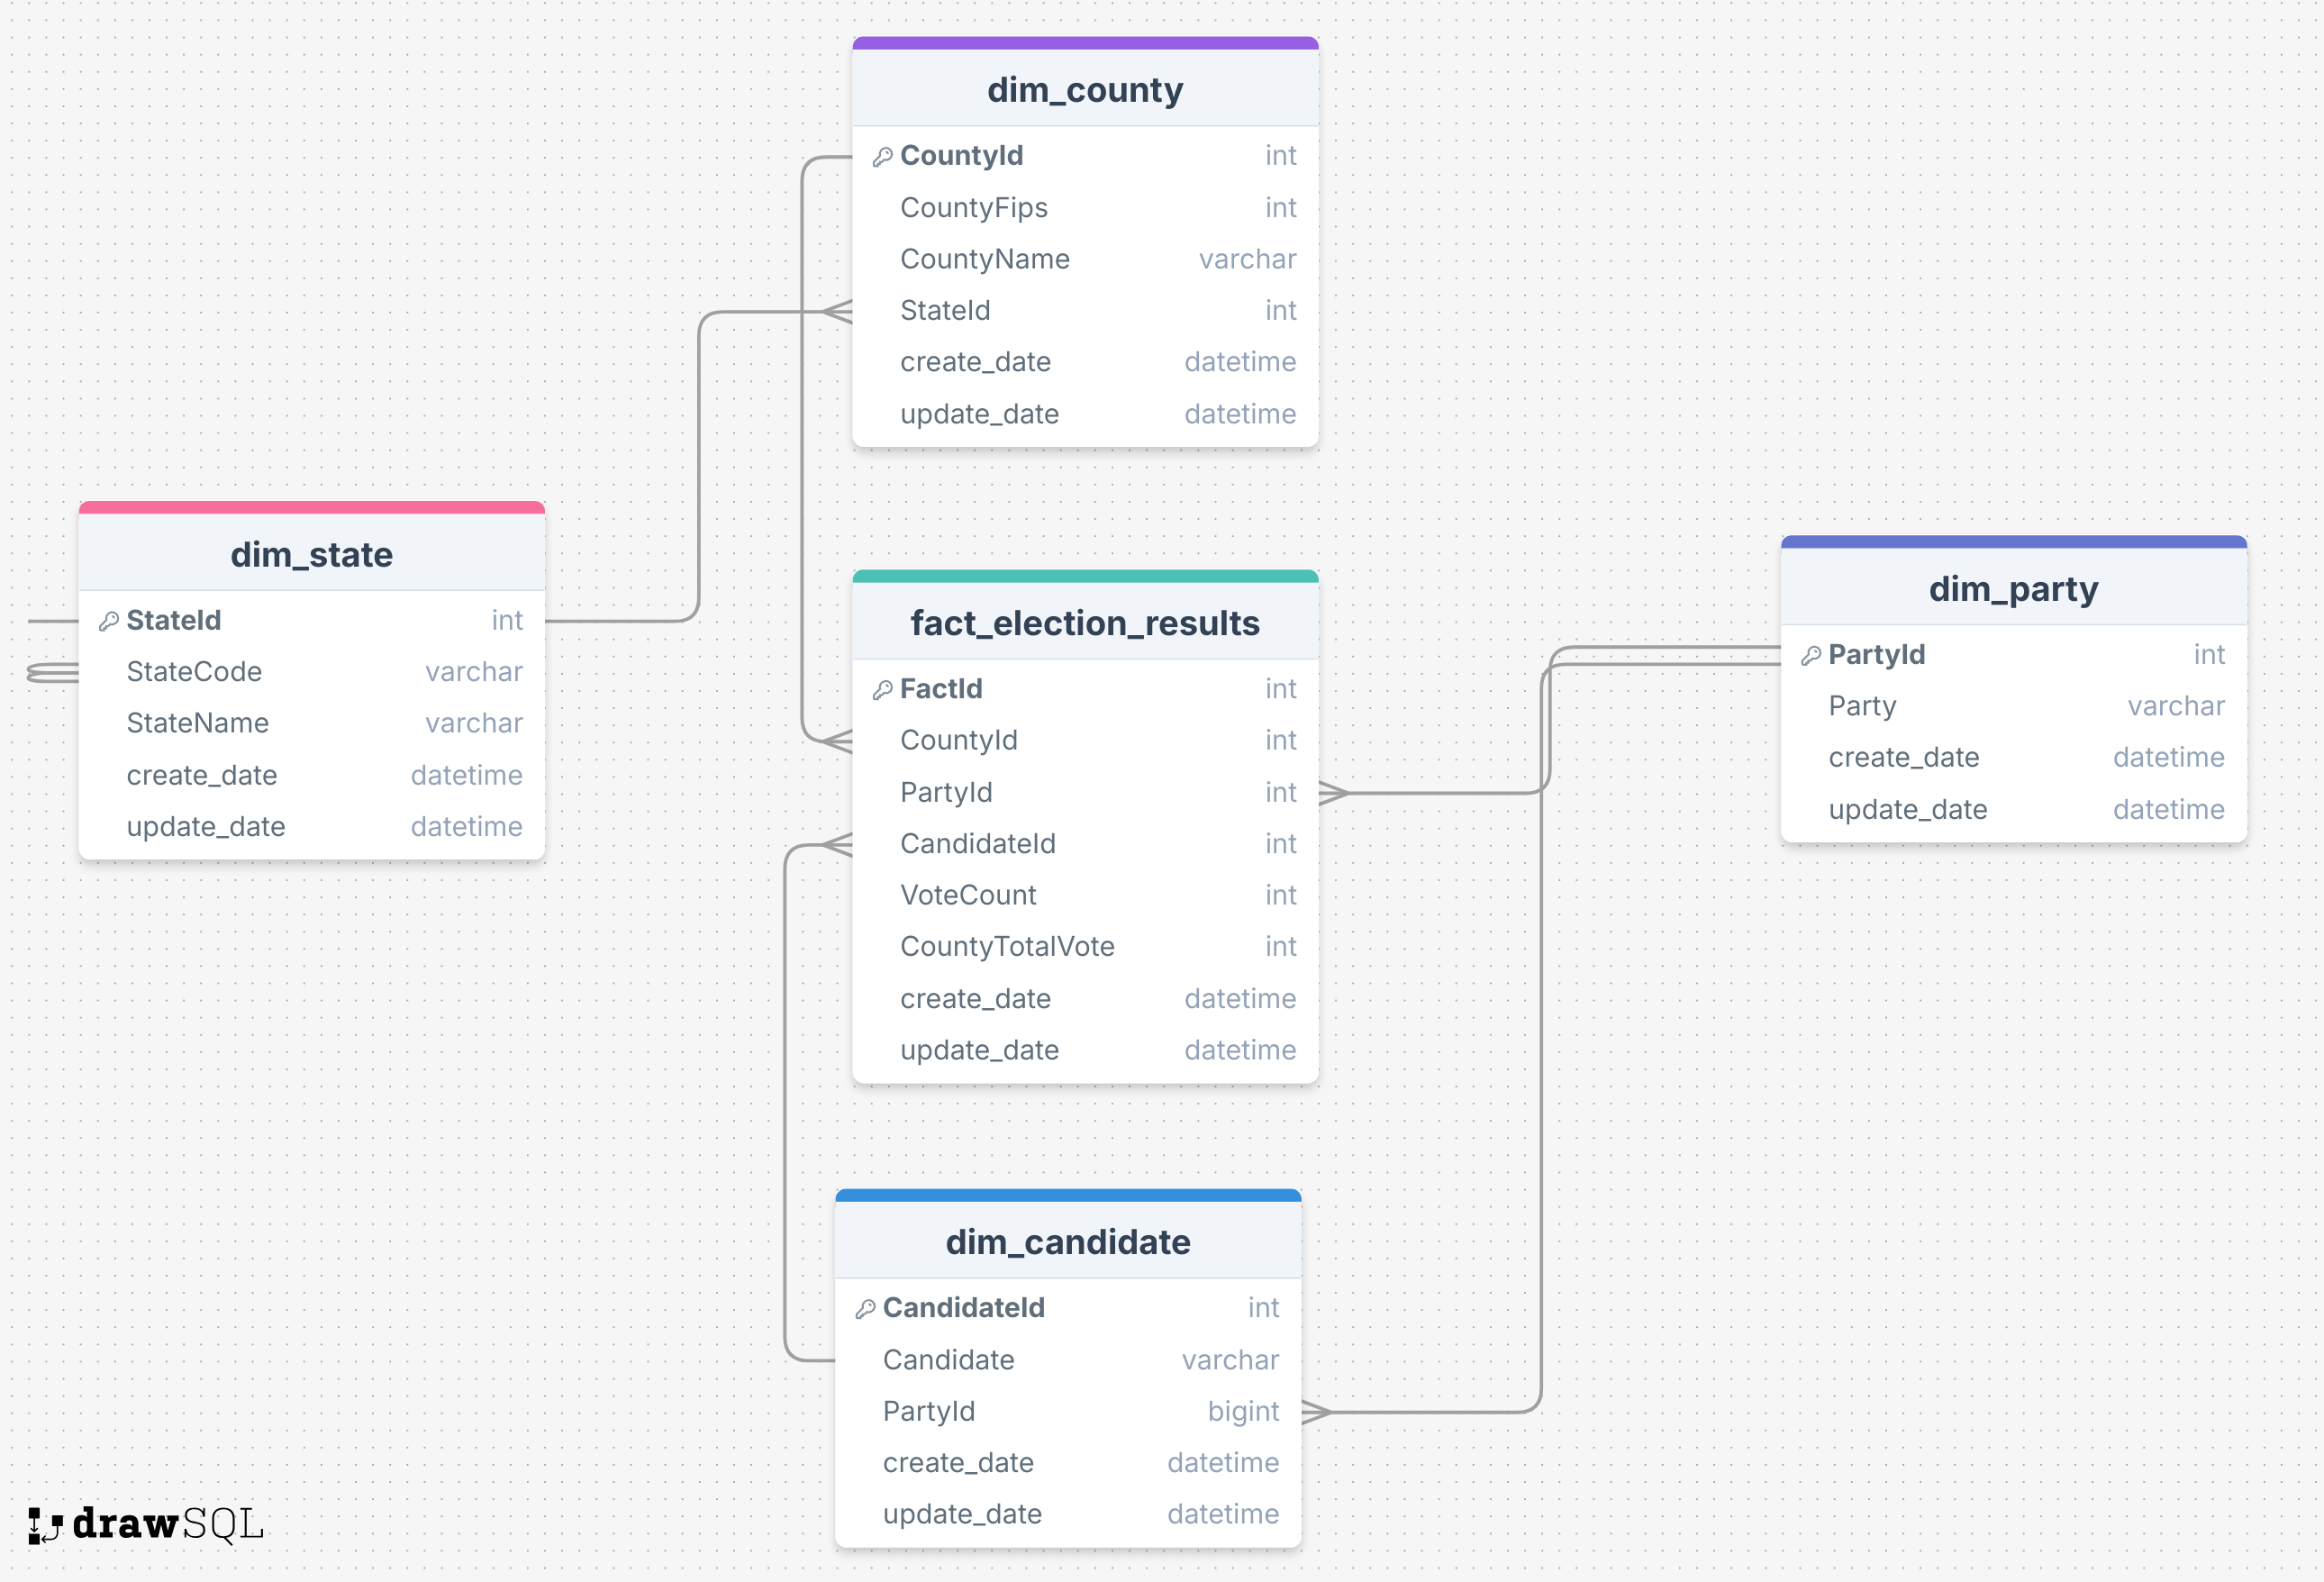 dim_county
CountyId int
CountyFips int
CountyName varchar
StateId int
create_date datetime
update_date datetime
dim_state
StateId int
StateCode varchar
StateName varchar
create_date datetime
update_date datetime
fact_election_results
FactId int
CountyId int
PartyId int
CandidateId int
VoteCount int
CountyTotalVote int
create_date datetime
update_date datetime
dim_party
PartyId int
Party varchar
create_date datetime
update_date datetime
dim_candidate
CandidateId int
Candidate varchar
PartyId bigint
create_date datetime
update_date datetime
drawSQL